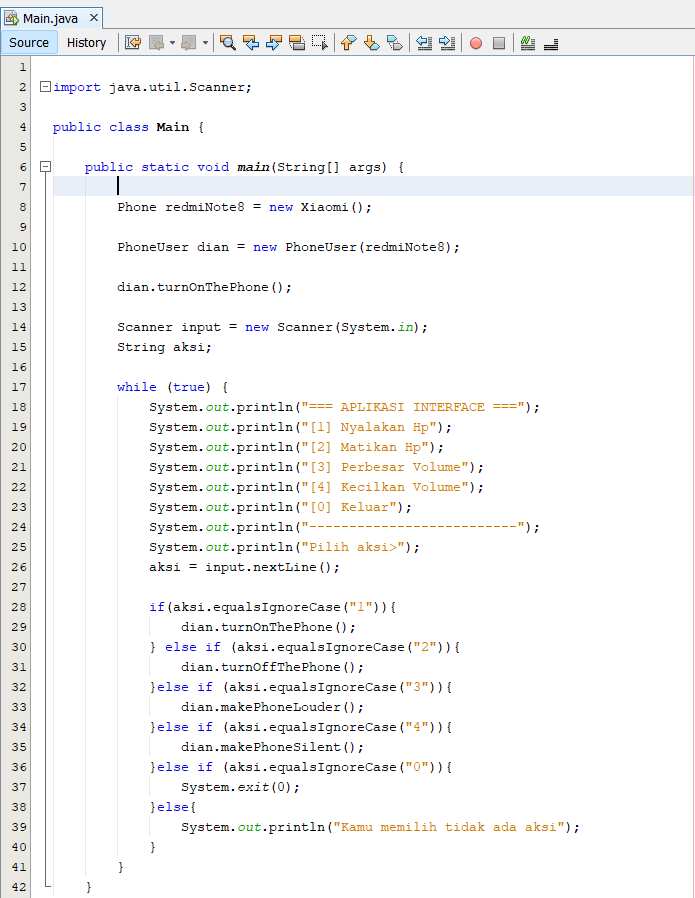 Main.java
Source History
1
2 import java.util.Scanner;
3
4 public class Main {
5
6 public static void main(String[] args) {
7
8 Phone redmiNote8 = new Xiaomi();
9
10 PhoneUser dian = new PhoneUser(redmiNote8);
11
12 dian.turnOnThePhone();
13
14 Scanner input = new Scanner(System.in);
15 String aksi;
16
17 while (true) {
18 System.out.println("=== APLIKASI INTERFACE ===");
19 System.out.println("[1] Nyalakan Hp");
20 System.out.println("[2] Matikan Hp");
21 System.out.println("[3] Perbesar Volume");
22 System.out.println("[4] Kecilkan Volume");
23 System.out.println("[0] Keluar");
24 System.out.println("--------------------------");
25 System.out.println("Pilih aksi>");
26 aksi = input.nextLine();
27
28 if(aksi.equalsIgnoreCase("1")){
29 dian.turnOnThePhone();
30 } else if (aksi.equalsIgnoreCase("2")){
31 dian.turnOffThePhone();
32 }else if (aksi.equalsIgnoreCase("3")){
33 dian.makePhoneLouder();
34 }else if (aksi.equalsIgnoreCase("4")){
35 dian.makePhoneSilent();
36 }else if (aksi.equalsIgnoreCase("0")){
37 System.exit(0);
38 }else{
39 System.out.println("Kamu memilih tidak ada aksi");
40 }
41 }
42 }